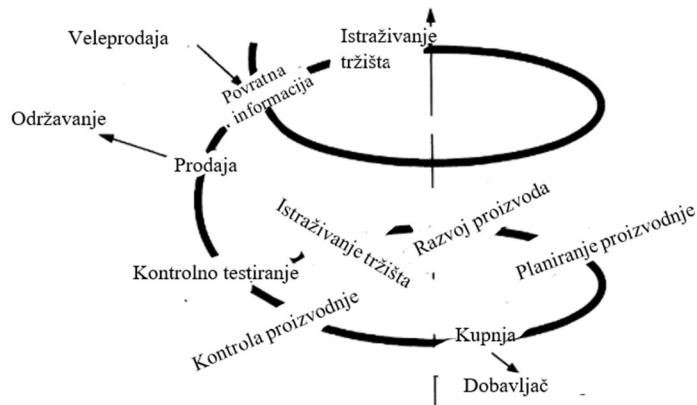 Veleprodaja
Istraživanje
tržišta
Povratna
informacija
Održavanje
Prodaja
Istraživanje tržišta
Razvoj proizvoda
Planiranje proizvodnje
Kontrolno testiranje
Kontrola proizvodnje
Kupnja
Dobavljač